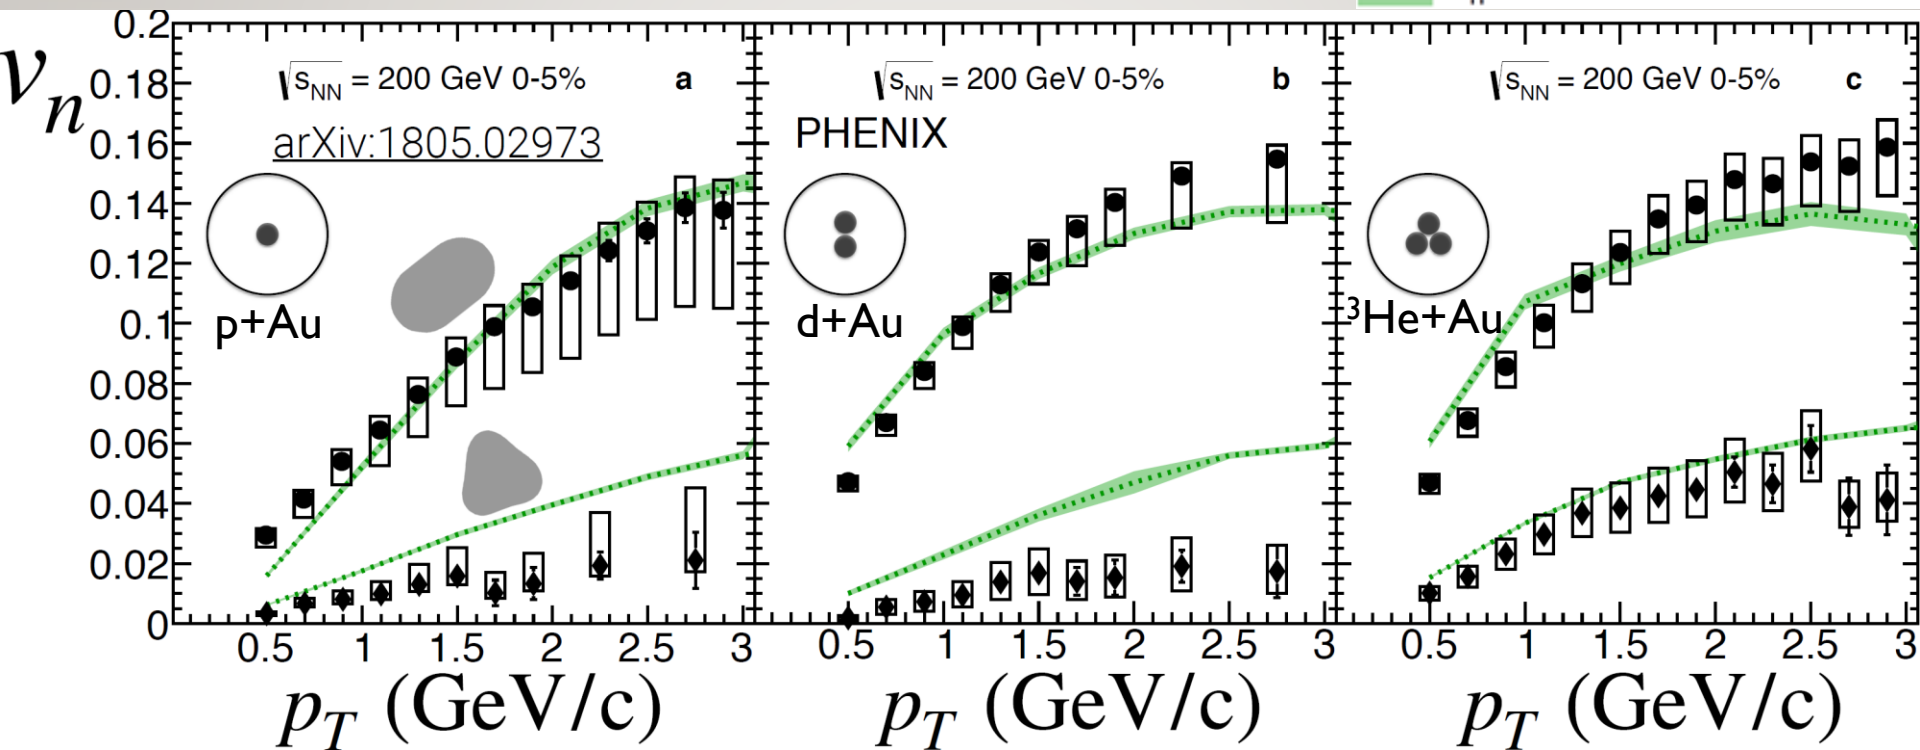 v_n
0.2
0.18
0.16
0.14
0.12
0.1
0.08
0.06
0.04
0.02
0
√s_NN = 200 GeV 0-5% a
arXiv:1805.02973
p+Au
0.5 1 1.5 2 2.5 3
p_T (GeV/c)
√s_NN = 200 GeV 0-5% b
PHENIX
d+Au
0.5 1 1.5 2 2.5 3
p_T (GeV/c)
√s_NN = 200 GeV 0-5% c
³He+Au
0.5 1 1.5 2 2.5 3
p_T (GeV/c)